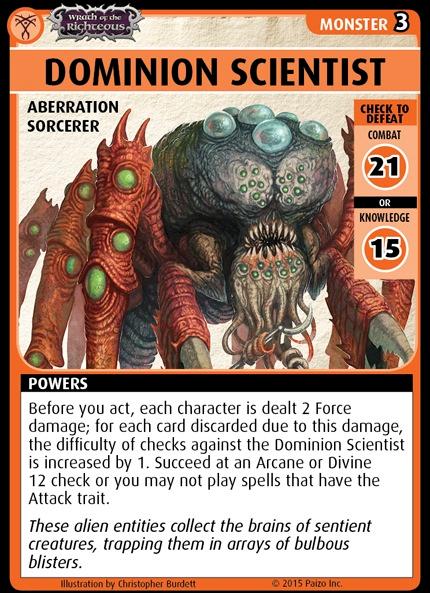 Wrath of the
Righteous
MONSTER 3
DOMINION SCIENTIST
ABERRATION
SORCERER
CHECK TO
DEFEAT
COMBAT
21
OR
KNOWLEDGE
15
POWERS
Before you act, each character is dealt 2 Force
damage; for each card discarded due to this damage,
the difficulty of checks against the Dominion Scientist
is increased by 1. Succeed at an Arcane or Divine
12 check or you may not play spells that have the
Attack trait.
These alien entities collect the brains of sentient
creatures, trapping them in arrays of bulbous
blisters.
Illustration by Christopher Burdett
© 2015 Paizo Inc.